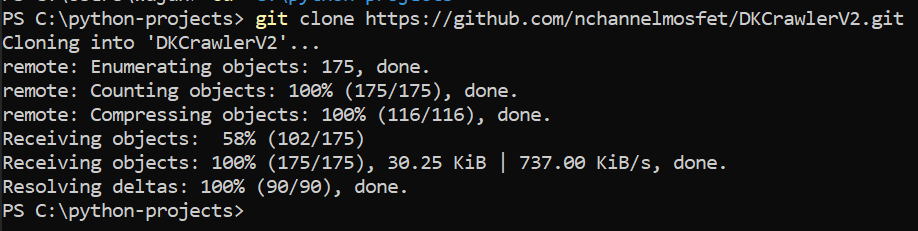 PS C:\python-projects> git clone https://github.com/nchannelmosfet/DKCrawlerV2.git
Cloning into 'DKCrawlerV2'...
remote: Enumerating objects: 175, done.
remote: Counting objects: 100% (175/175), done.
remote: Compressing objects: 100% (116/116), done.
Receiving objects:  58% (102/175)
Receiving objects: 100% (175/175), 30.25 KiB | 737.00 KiB/s, done.
Resolving deltas: 100% (90/90), done.
PS C:\python-projects>